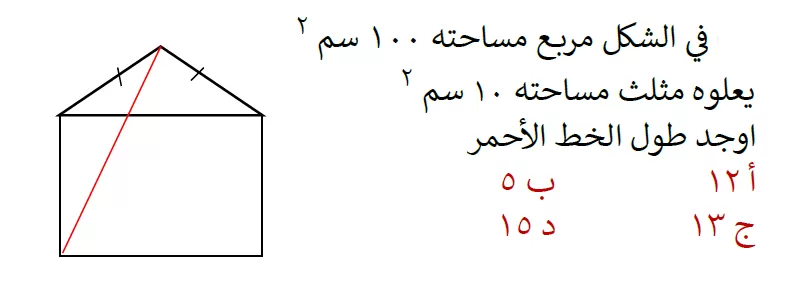 في الشكل مربع مساحته ١٠٠ سم ٢
يعلوه مثلث مساحته ١٠ سم ٢
اوجد طول الخط الأحمر
أ ١٢ ب ٥
ج ١٣ د ١٥